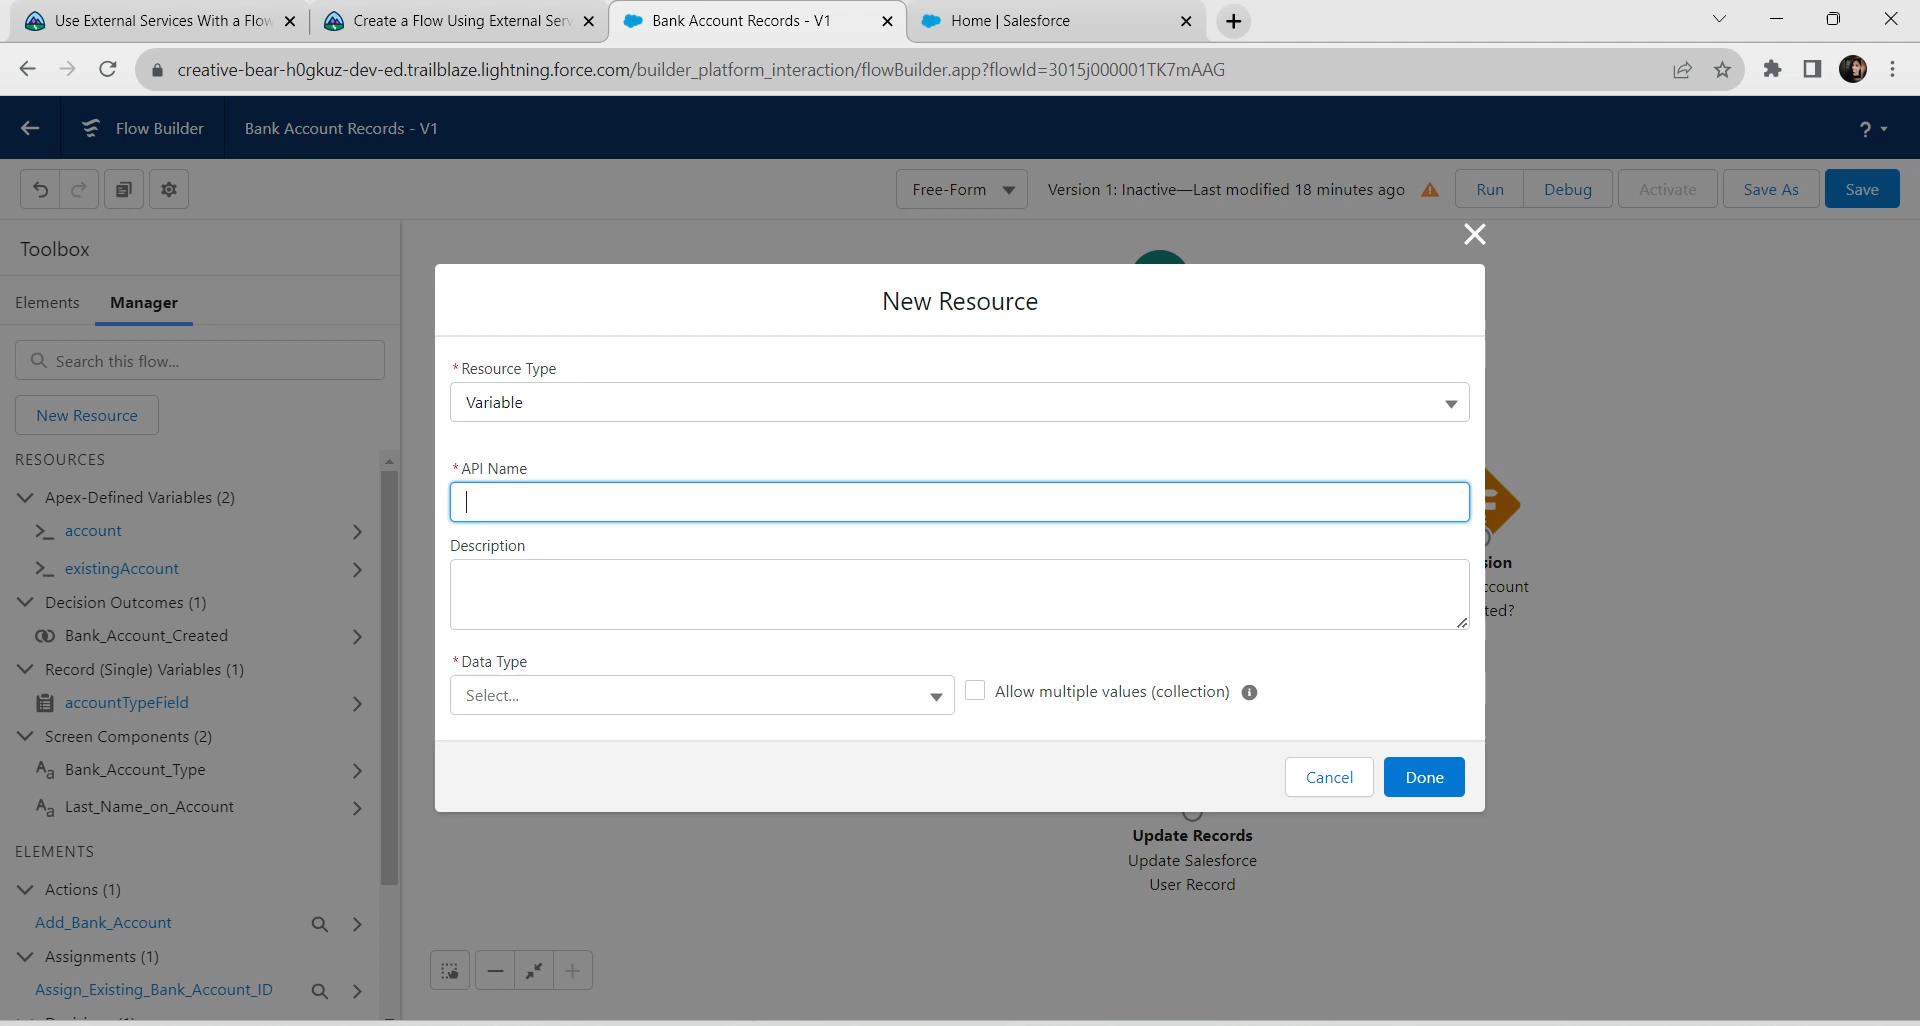 Use External Services With a Flow
Create a Flow Using External Serv
Bank Account Records - V1
Home | Salesforce
creative-bear-h0gkuz-dev-ed.trailblaze.lightning.force.com/builder_platform_interaction/flowBuilder.app?flowId=3015j000001TK7mAAG
Flow Builder
Bank Account Records - V1
?
Free-Form
Version 1: Inactive—Last modified 18 minutes ago
Run
Debug
Activate
Save As
Save
Toolbox
Elements
Manager
Search this flow...
New Resource
RESOURCES
Apex-Defined Variables (2)
account
existingAccount
Decision Outcomes (1)
Bank_Account_Created
Record (Single) Variables (1)
accountTypeField
Screen Components (2)
Bank_Account_Type
Last_Name_on_Account
ELEMENTS
Actions (1)
Add_Bank_Account
Assignments (1)
Assign_Existing_Bank_Account_ID
New Resource
* Resource Type
Variable
* API Name
Description
* Data Type
Select...
Allow multiple values (collection)
Cancel
Done
sion
ccount
ted?
Update Records
Update Salesforce
User Record